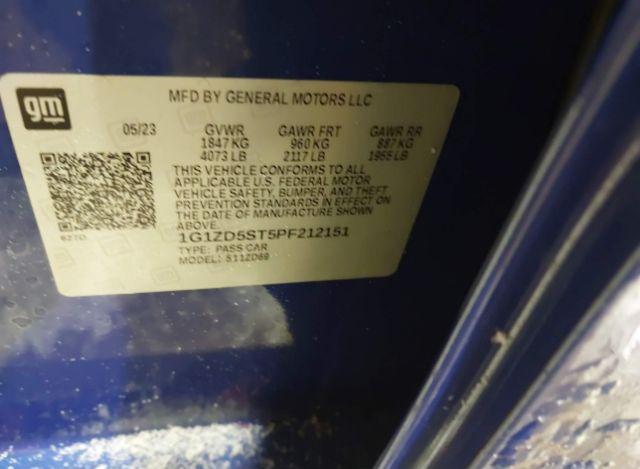 gm
MFD BY GENERAL MOTORS LLC
05/23 GVWR GAWR FRT GAWR RR
1847 KG 960 KG 887 KG
4073 LB 2117 LB 1955 LB
THIS VEHICLE CONFORMS TO ALL
APPLICABLE U.S. FEDERAL MOTOR
VEHICLE SAFETY, BUMPER, AND THEFT
PREVENTION STANDARDS IN EFFECT ON
THE DATE OF MANUFACTURE SHOWN
ABOVE.
1G1ZD5ST5PF212151
TYPE: PASS CAR
MODEL: 511ZD69